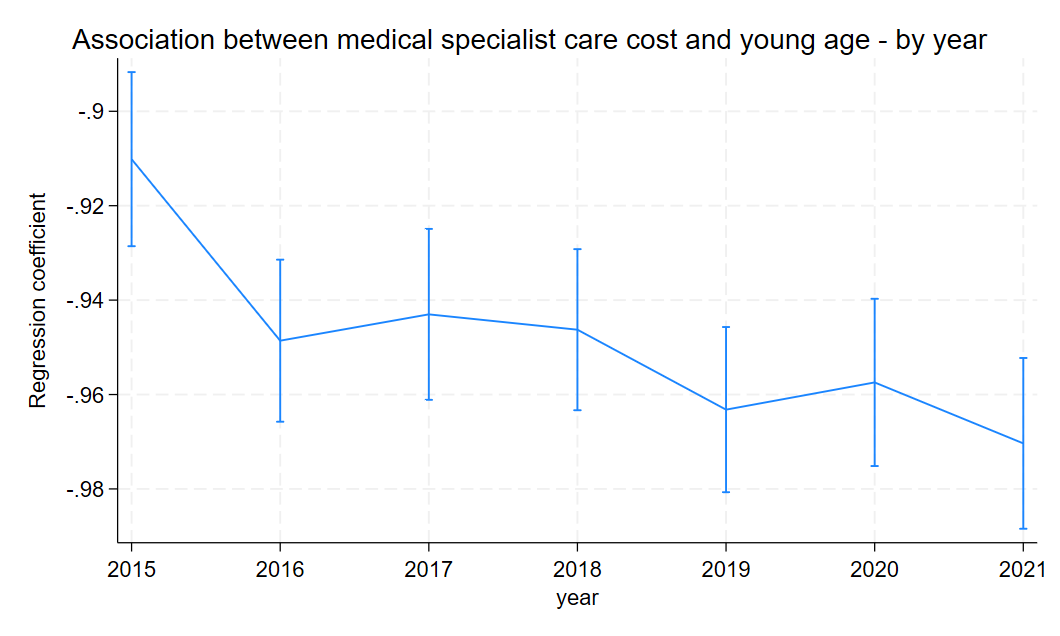 Association between medical specialist care cost and young age - by year
Regression coefficient
-.9
-.92
-.94
-.96
-.98
2015 2016 2017 2018 2019 2020 2021
year